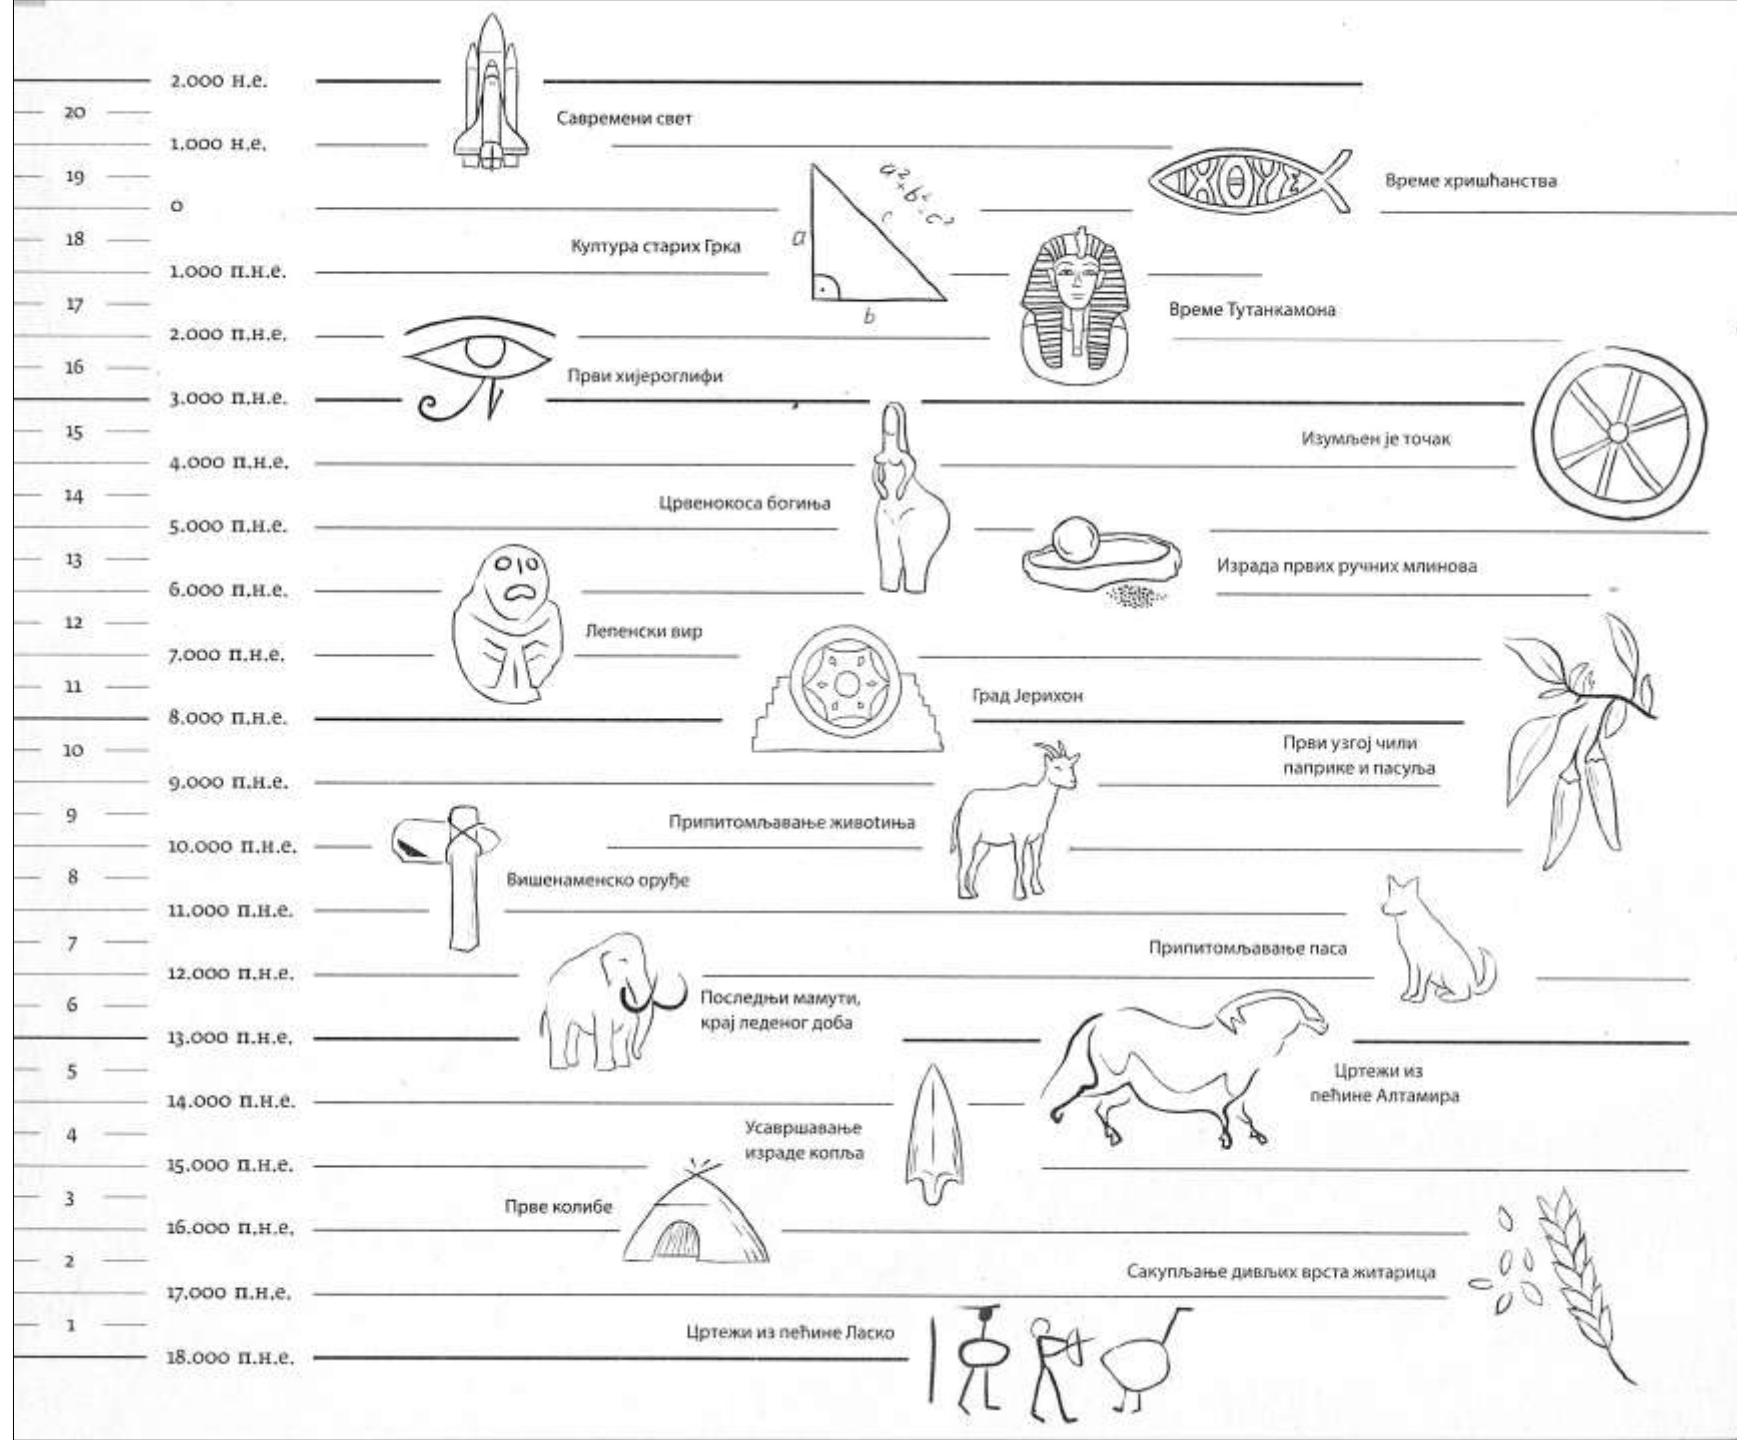 2.000 н.е.
20
Савремени свет
1.000 н.е.
19
Време хришћанства
a²+b²=c²
c
0
a
18
Култура старих Грка
1.000 п.н.е.
17
Време Тутанкамона
b
2.000 п.н.е.
16
Први хијероглифи
3.000 п.н.е.
15
Изумљен је точак
4.000 п.н.е.
14
Црвенокоса богиња
5.000 п.н.е.
13
Израда првих ручних млинова
6.000 п.н.е.
12
Лепенски вир
7.000 п.н.е.
11
Град Јерихон
8.000 п.н.е.
10
Први узгој чили
паприке и пасуља
9.000 п.н.е.
9
Припитомљавање живоtиња
10.000 п.н.е.
8
Вишенаменско оруђе
11.000 п.н.е.
7
Припитомљавање паса
12.000 п.н.е.
6
Последњи мамути,
крај леденог доба
13.000 п.н.е.
5
Цртежи из
пећине Алтамира
14.000 п.н.е.
4
Усавршавање
израде копља
15.000 п.н.е.
3
Прве колибе
16.000 п.н.е.
2
Сакупљање дивљих врста житарица
17.000 п.н.е.
1
Цртежи из пећине Ласко
18.000 п.н.е.